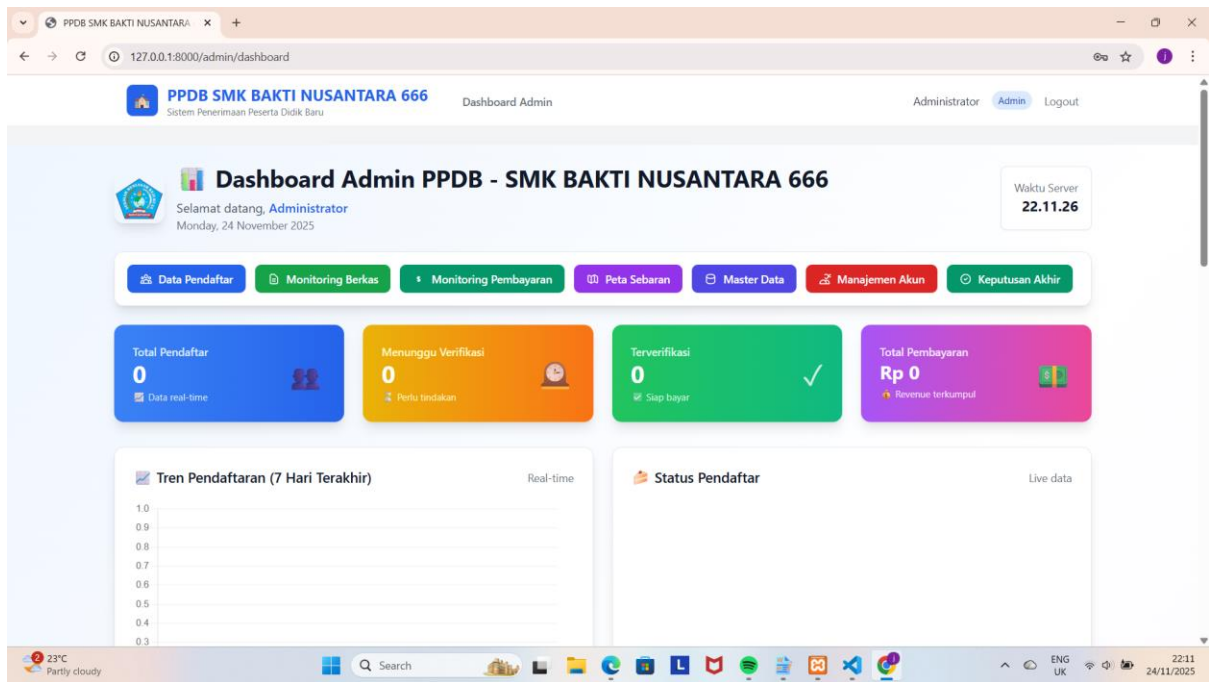 PPDB SMK BAKTI NUSANTARA
127.0.0.1:8000/admin/dashboard
PPDB SMK BAKTI NUSANTARA 666
Sistem Penerimaan Peserta Didik Baru
Dashboard Admin
Administrator Admin Logout
Dashboard Admin PPDB - SMK BAKTI NUSANTARA 666
Selamat datang, Administrator
Monday, 24 November 2025
Waktu Server
22.11.26
Data Pendaftar Monitoring Berkas Monitoring Pembayaran Peta Sebaran Master Data Manajemen Akun Keputusan Akhir
Total Pendaftar
0
Data real-time
Menunggu Verifikasi
0
Perlu tindakan
Terverifikasi
0
Siap bayar
Total Pembayaran
Rp 0
Revenue terkumpul
Tren Pendaftaran (7 Hari Terakhir) Real-time
1.0
0.9
0.8
0.7
0.6
0.5
0.4
0.3
Status Pendaftar Live data
2
23°C
Partly cloudy
Search
ENG
UK
22:11
24/11/2025